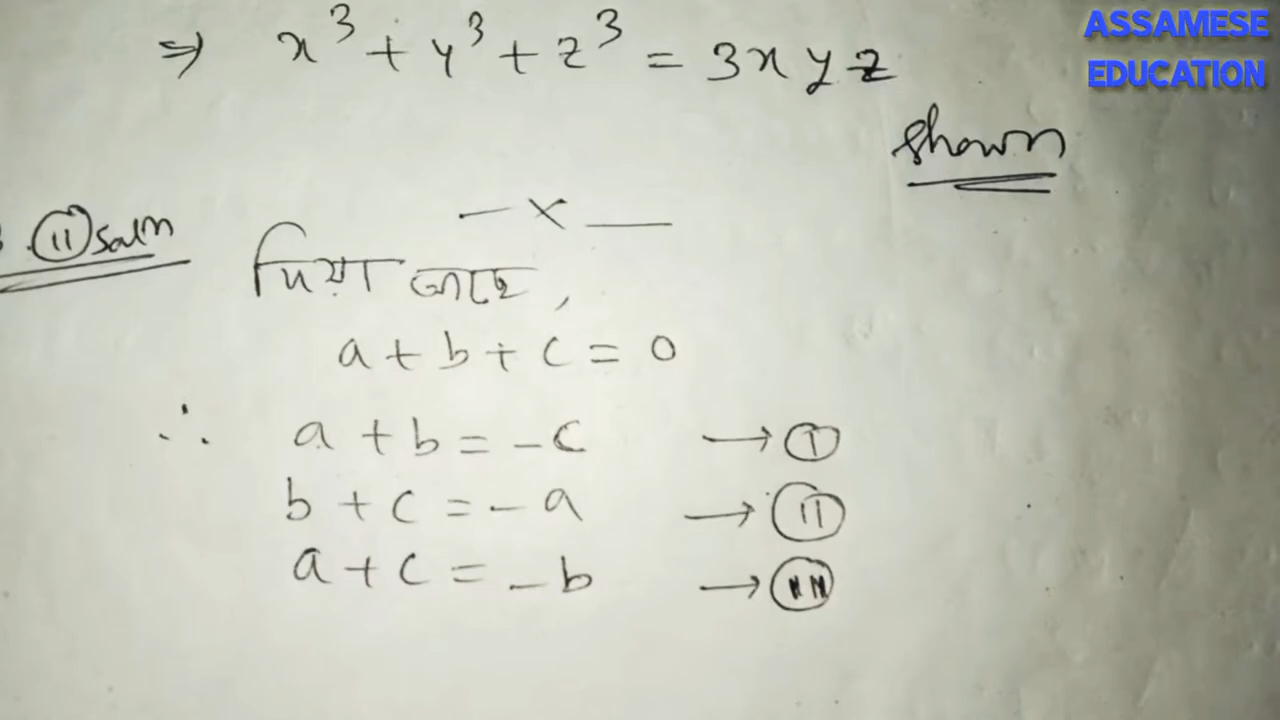 ⇒ x³ + y³ + z³ = 3xyz
ASSAMESE
EDUCATION
shown
— x —
(ii) Soln
দিয়া আছে,
a + b + c = 0
∴ a + b = -c → (i)
b + c = -a → (ii)
a + c = -b → (iii)